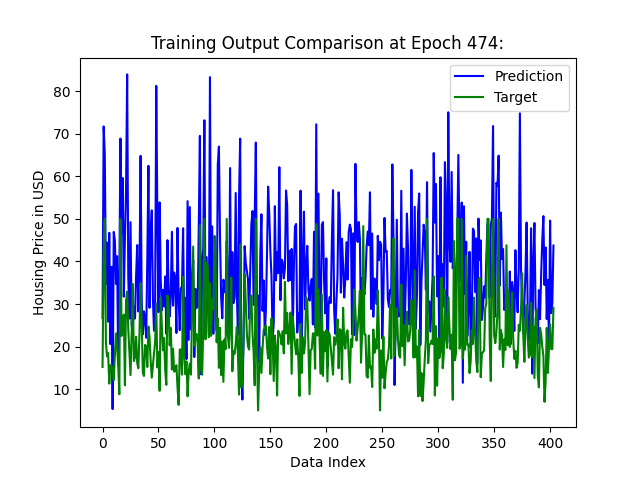 Training Output Comparison at Epoch 474:
Prediction
Target
Housing Price in USD
80
70
60
50
40
30
20
10
0 50 100 150 200 250 300 350 400
Data Index